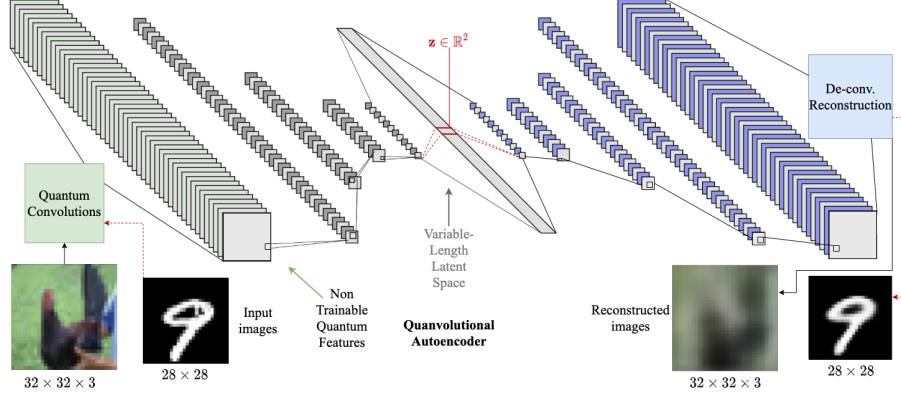 z ∈ ℝ²
De-conv.
Reconstruction
Quantum
Convolutions
Variable-
Length
Latent
Space
Input
images
Non
Trainable
Quantum
Features
Quanvolutional
Autoencoder
Reconstructed
images
32 × 32 × 3
28 × 28
32 × 32 × 3
28 × 28